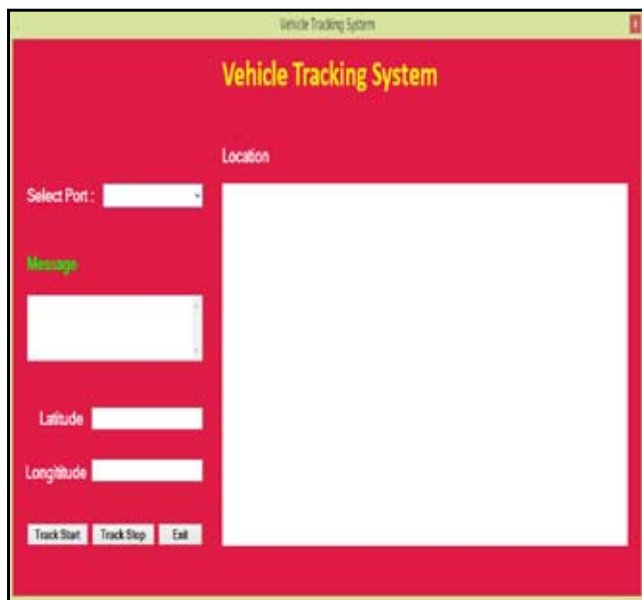 Vehicle Tracking System
x
Vehicle Tracking System
Location
Select Port :
Message
Latitude
Longititude
Track Start Track Stop Exit